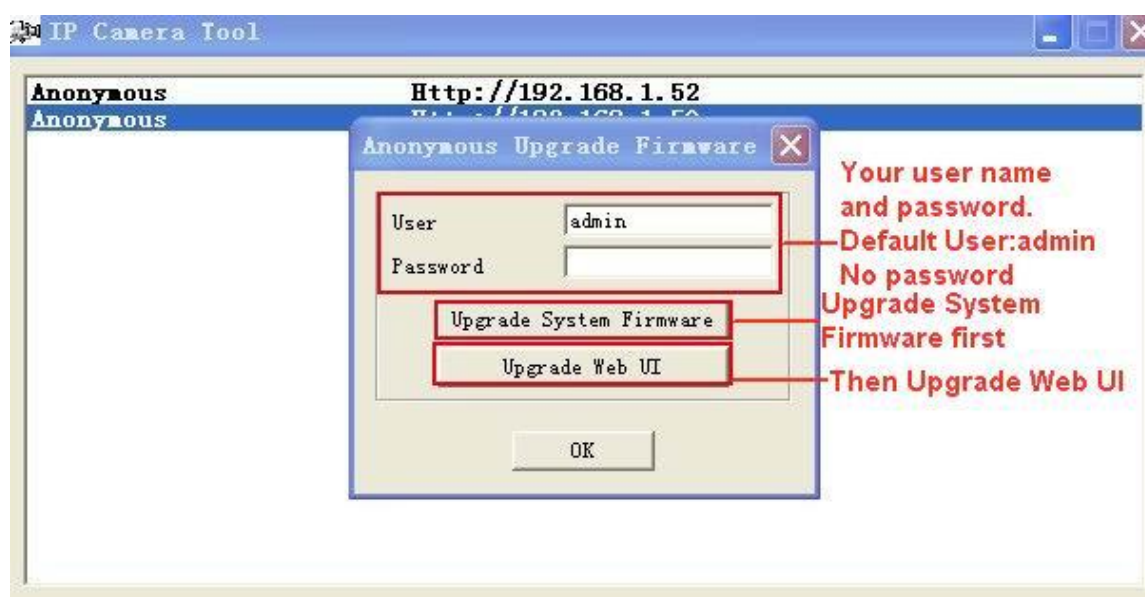 IP Camera Tool
Anonymous Http://192.168.1.52
Anonymous
Anonymous Upgrade Firmware
User admin
Password
Upgrade System Firmware
Upgrade Web UI
OK
Your user name
and password.
Default User:admin
No password
Upgrade System
Firmware first
Then Upgrade Web UI